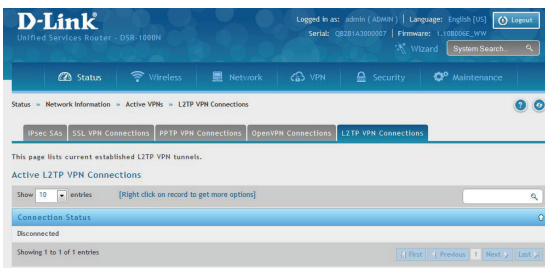 D-Link
Logged in as: admin ( ADMIN ) | Language: English [US] Logout
Unified Services Router - DSR-1000N
Serial: QB2B1A3000007 | Firmware: 1.10B006E_WW
Wizard System Search...
Status Wireless Network VPN Security Maintenance
Status » Network Information » Active VPNs » L2TP VPN Connections
IPsec SAs SSL VPN Connections PPTP VPN Connections OpenVPN Connections L2TP VPN Connections
This page lists current established L2TP VPN tunnels.
Active L2TP VPN Connections
Show 10 entries [Right click on record to get more options]
Connection Status
Disconnected
Showing 1 to 1 of 1 entries First Previous 1 Next Last